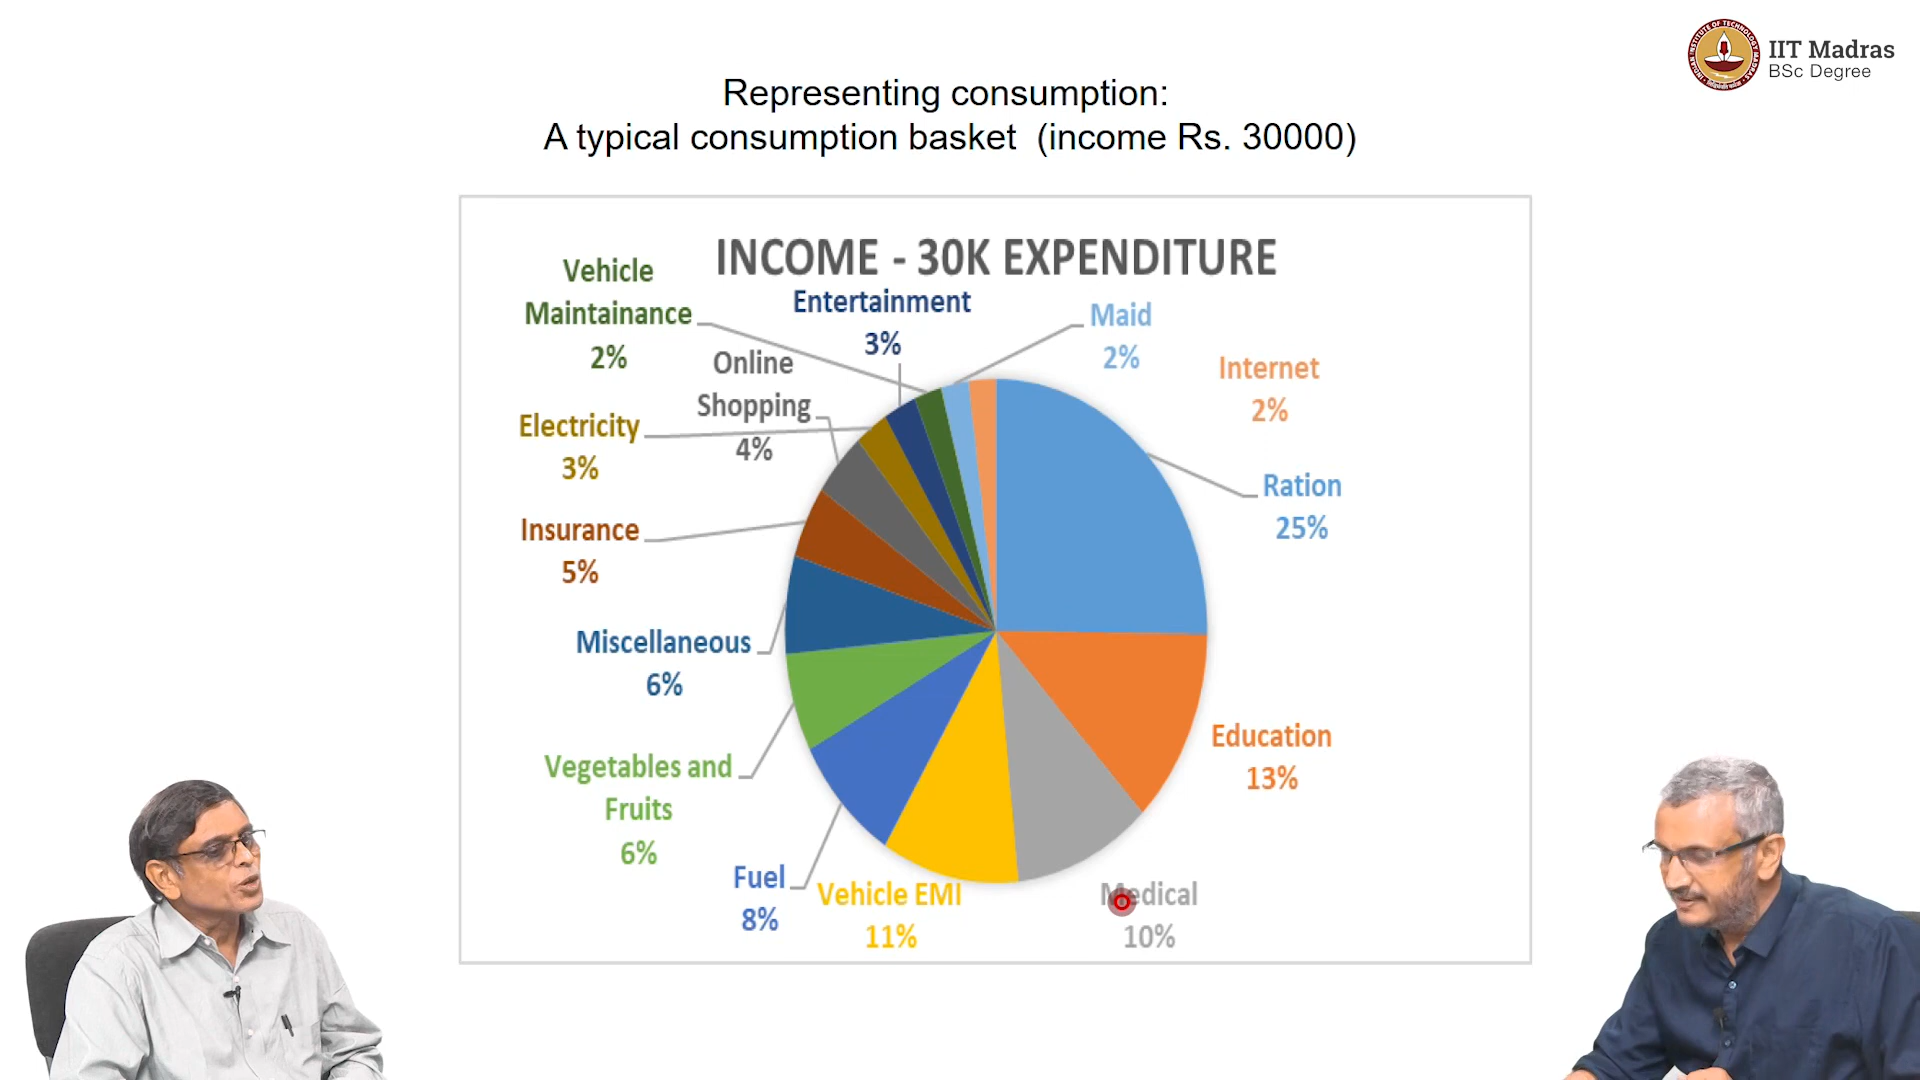 IIT Madras
BSc Degree
Representing consumption:
A typical consumption basket (income Rs. 30000)
INCOME - 30K EXPENDITURE
Vehicle
Maintainance
2%
Entertainment
3%
Maid
2%
Internet
2%
Online
Shopping
4%
Electricity
3%
Ration
25%
Insurance
5%
Miscellaneous
6%
Education
13%
Vegetables and
Fruits
6%
Fuel
8%
Vehicle EMI
11%
Medical
10%